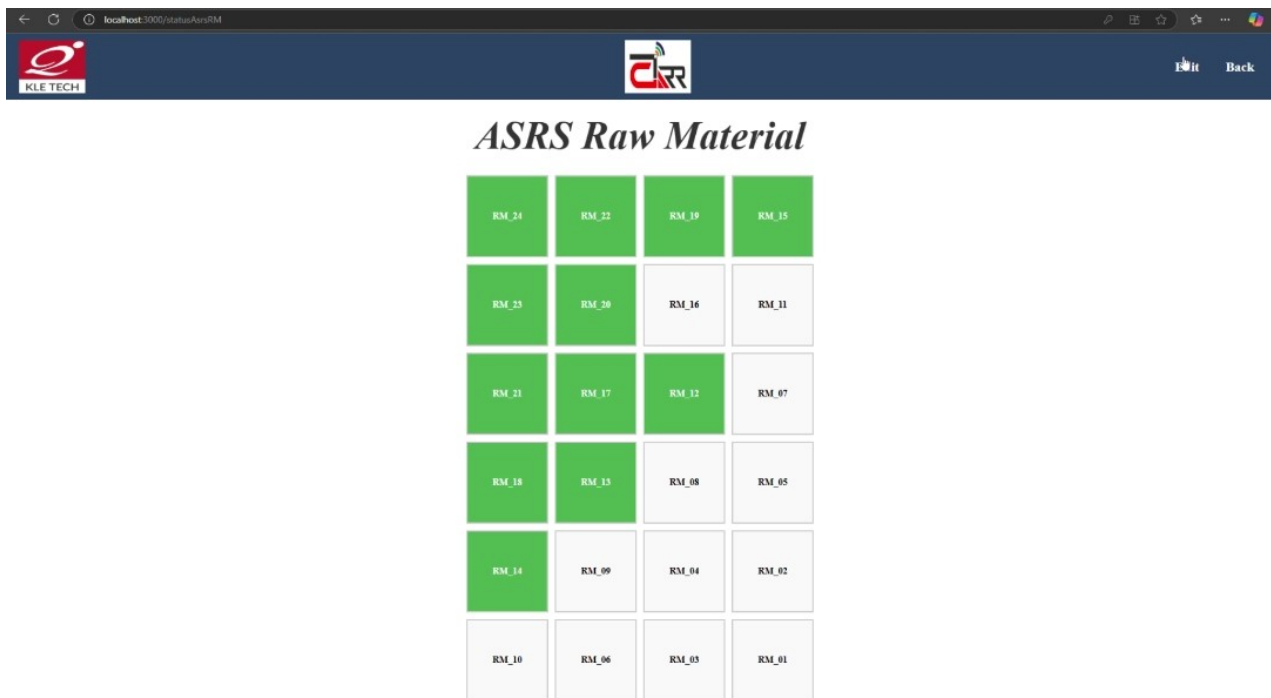 localhost:3000/statusAsrsRM
KLE TECH
Edit Back
ASRS Raw Material
RM_24 RM_22 RM_19 RM_15
RM_23 RM_20 RM_16 RM_11
RM_21 RM_17 RM_12 RM_07
RM_18 RM_13 RM_08 RM_05
RM_14 RM_09 RM_04 RM_02
RM_10 RM_06 RM_03 RM_01